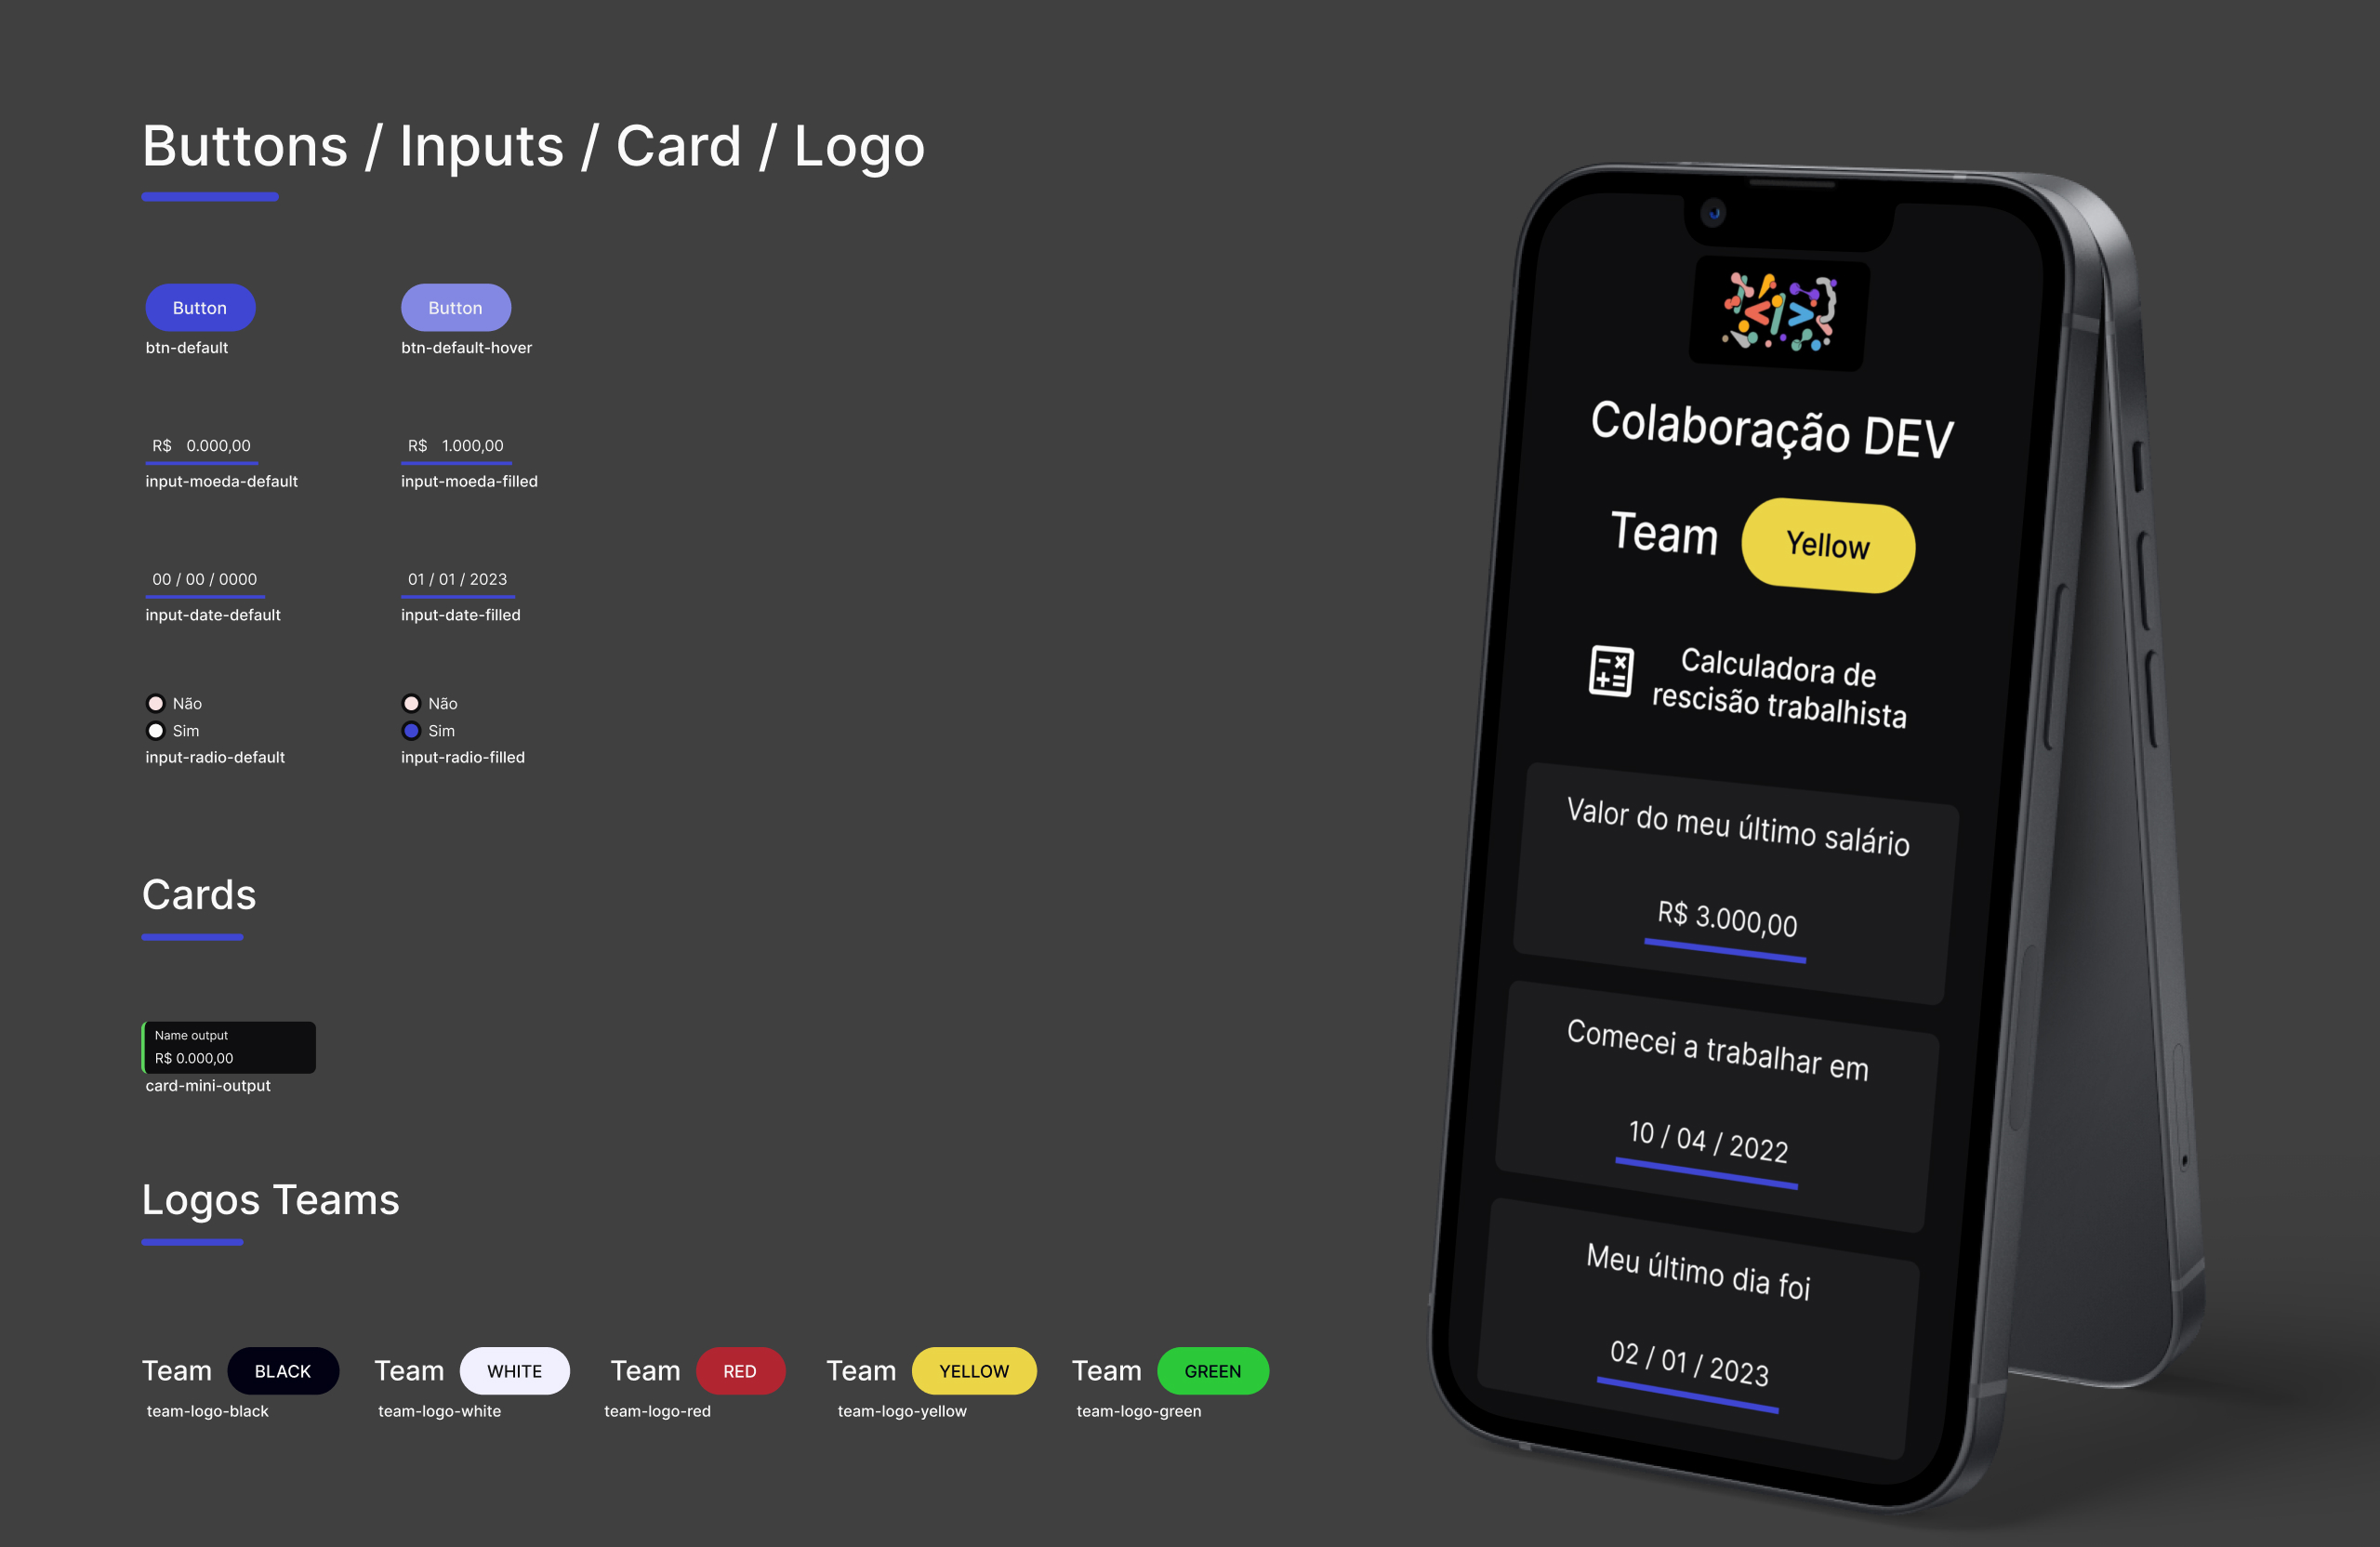 Buttons / Inputs / Card / Logo
Button
btn-default
Button
btn-default-hover
R$ 0.000,00
input-moeda-default
R$ 1.000,00
input-moeda-filled
00 / 00 / 0000
input-date-default
01 / 01 / 2023
input-date-filled
Não
Sim
input-radio-default
Não
Sim
input-radio-filled
Cards
Name output
R$ 0.000,00
card-mini-output
Logos Teams
Team BLACK
team-logo-black
Team WHITE
team-logo-white
Team RED
team-logo-red
Team YELLOW
team-logo-yellow
Team GREEN
team-logo-green
</>
Colaboração DEV
Team Yellow
Calculadora de
rescisão trabalhista
Valor do meu último salário
R$ 3.000,00
Comecei a trabalhar em
10 / 04 / 2022
Meu último dia foi
02 / 01 / 2023